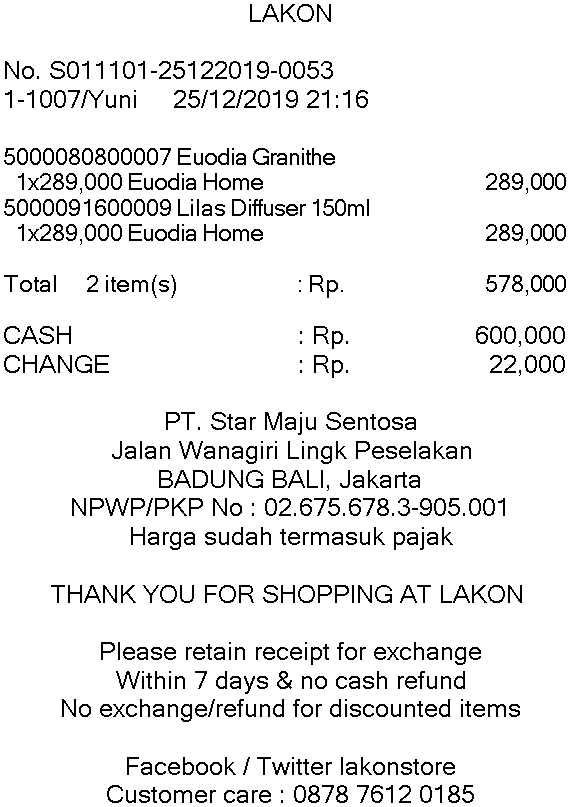 LAKON
No. S011101-25122019-0053
1-1007/Yuni 25/12/2019 21:16
5000080800007 Euodia Granithe
1x289,000 Euodia Home 289,000
5000091600009 Lilas Diffuser 150ml
1x289,000 Euodia Home 289,000
Total 2 item(s) : Rp. 578,000
CASH : Rp. 600,000
CHANGE : Rp. 22,000
PT. Star Maju Sentosa
Jalan Wanagiri Lingk Peselakan
BADUNG BALI, Jakarta
NPWP/PKP No : 02.675.678.3-905.001
Harga sudah termasuk pajak
THANK YOU FOR SHOPPING AT LAKON
Please retain receipt for exchange
Within 7 days & no cash refund
No exchange/refund for discounted items
Facebook / Twitter lakonstore
Customer care : 0878 7612 0185